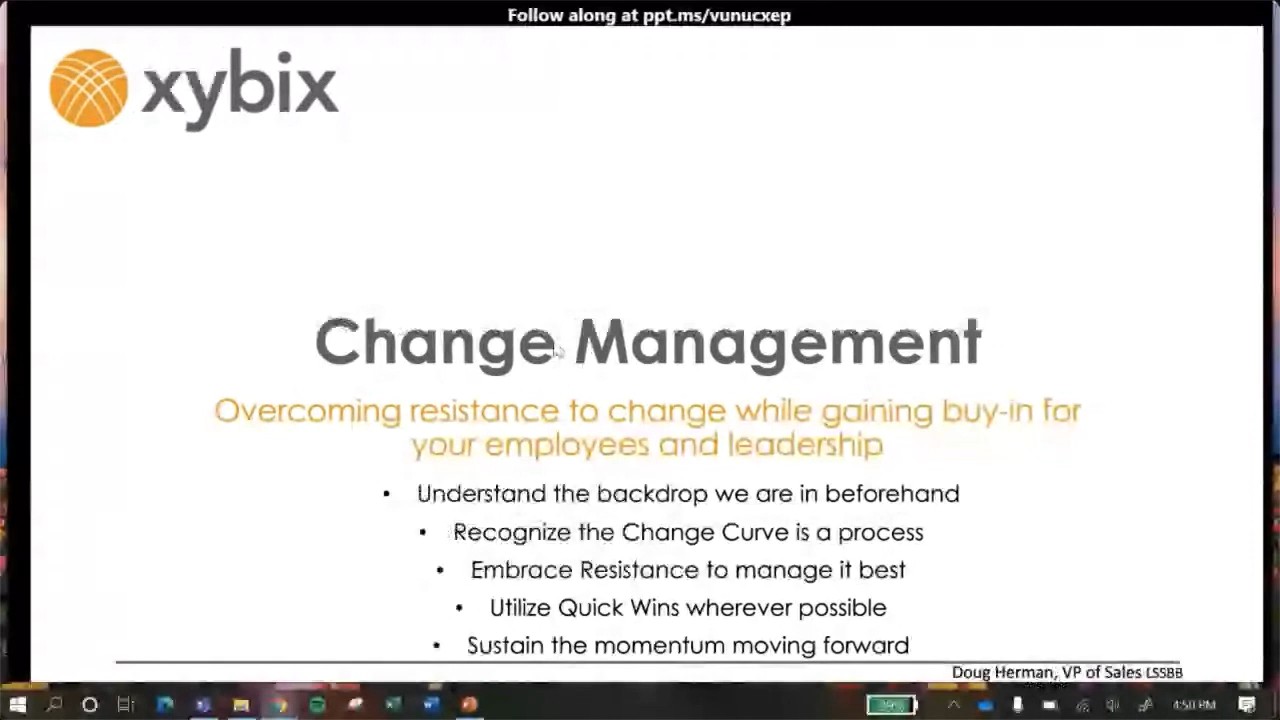 Follow along at ppt.ms/vunucxep
xybix
Change Management
Overcoming resistance to change while gaining buy-in for
your employees and leadership
• Understand the backdrop we are in beforehand
• Recognize the Change Curve is a process
• Embrace Resistance to manage it best
• Utilize Quick Wins wherever possible
• Sustain the momentum moving forward
Doug Herman, VP of Sales LSSBB
4:50 PM